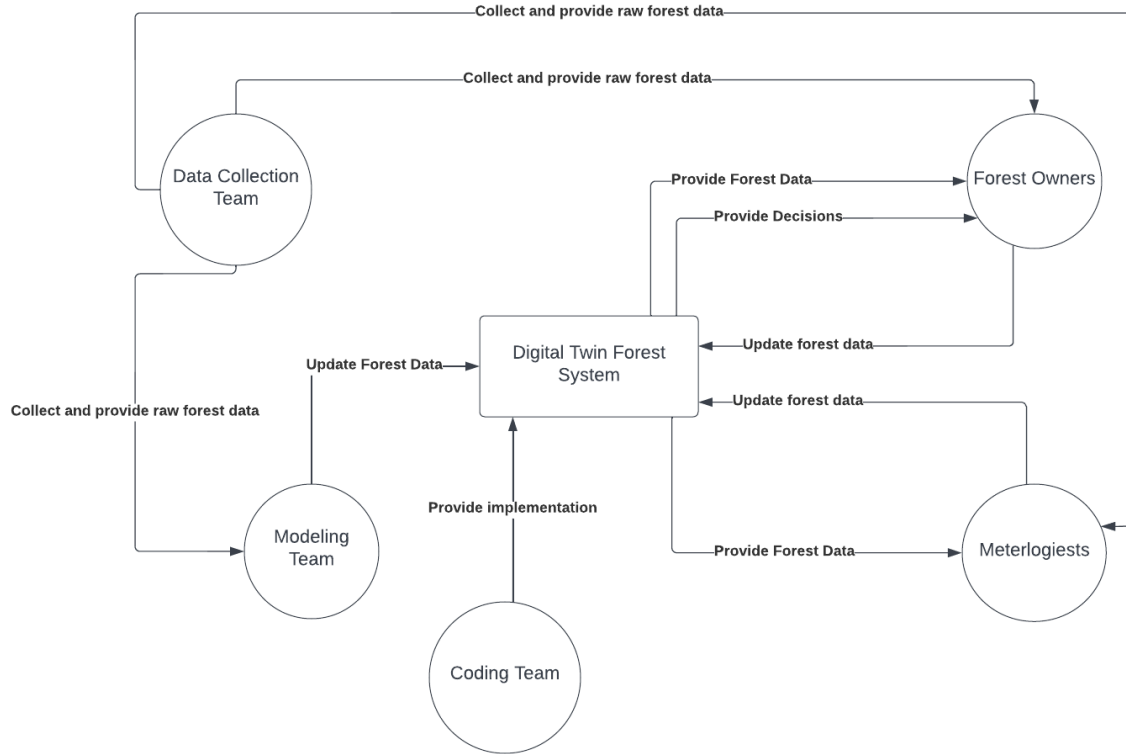 Collect and provide raw forest data
Collect and provide raw forest data
Data Collection
Team
Forest Owners
Provide Forest Data
Provide Decisions
Digital Twin Forest
System
Update forest data
Update Forest Data
Update forest data
Collect and provide raw forest data
Provide implementation
Modeling
Team
Provide Forest Data
Meterlogiests
Coding Team